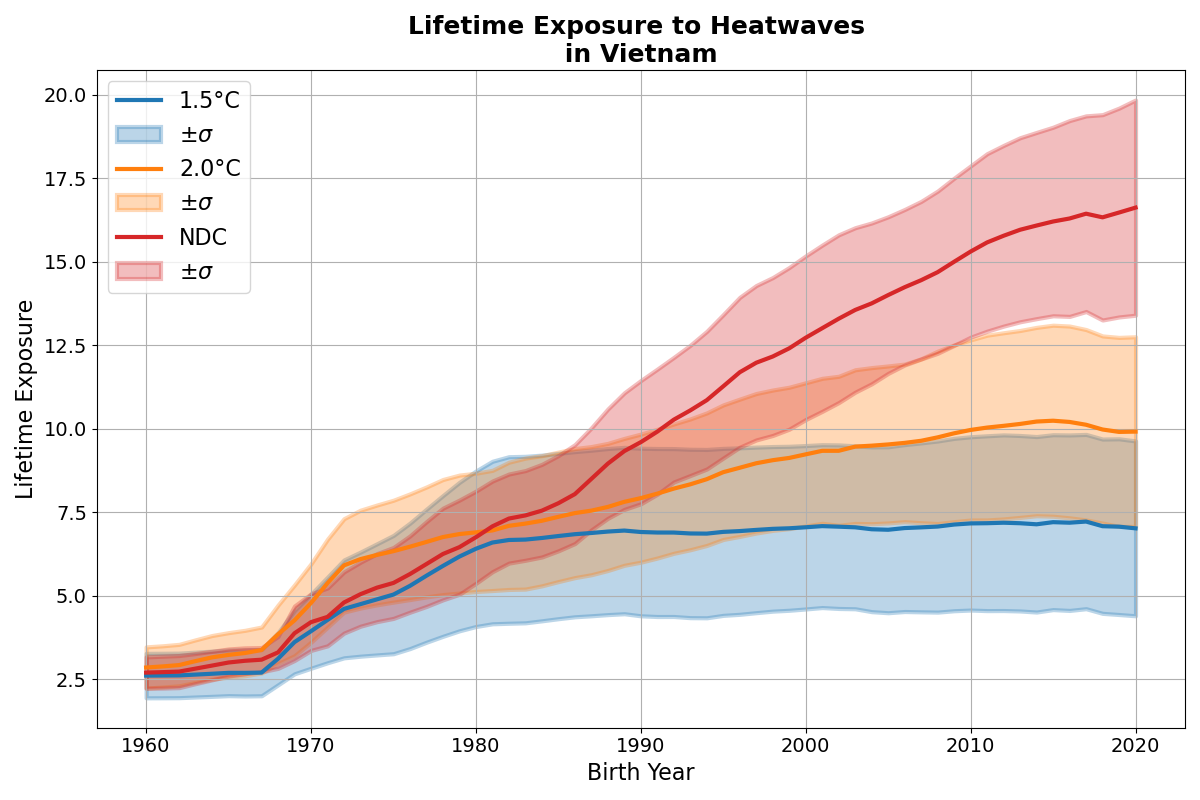 Lifetime Exposure to Heatwaves
in Vietnam
1.5°C
±σ
2.0°C
±σ
NDC
±σ
Lifetime Exposure
20.0
17.5
15.0
12.5
10.0
7.5
5.0
2.5
1960
1970
1980
1990
2000
2010
2020
Birth Year